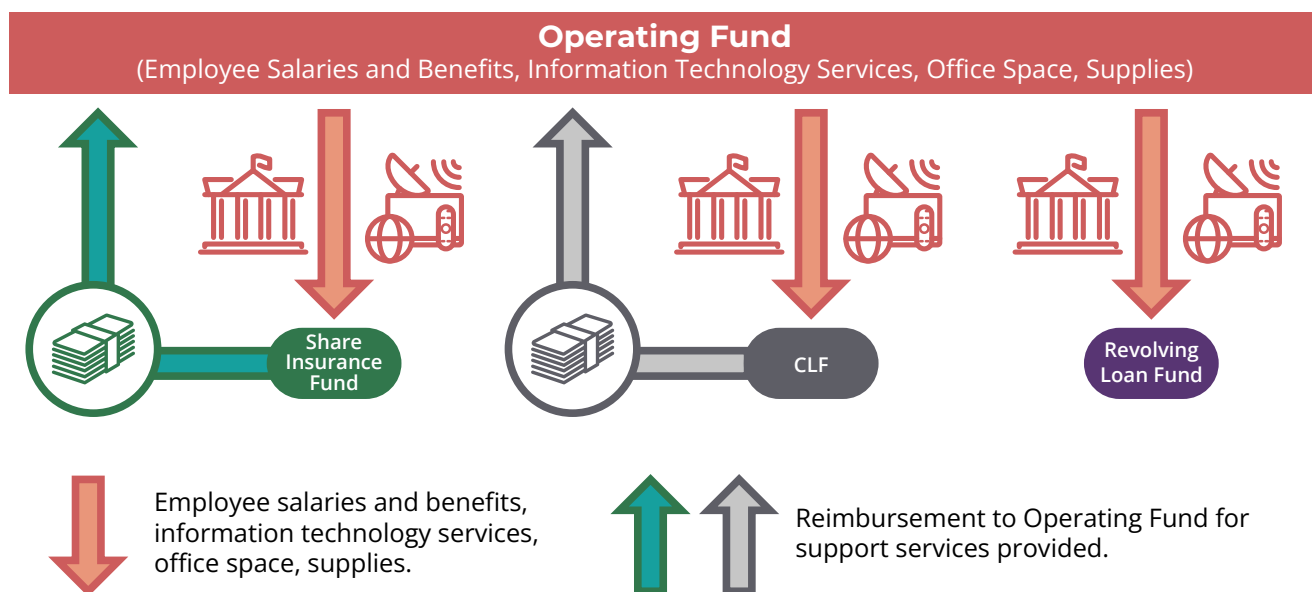 Operating Fund
(Employee Salaries and Benefits, Information Technology Services, Office Space, Supplies)
Share
Insurance
Fund
CLF
Revolving
Loan Fund
Employee salaries and benefits,
information technology services,
office space, supplies.
Reimbursement to Operating Fund for
support services provided.